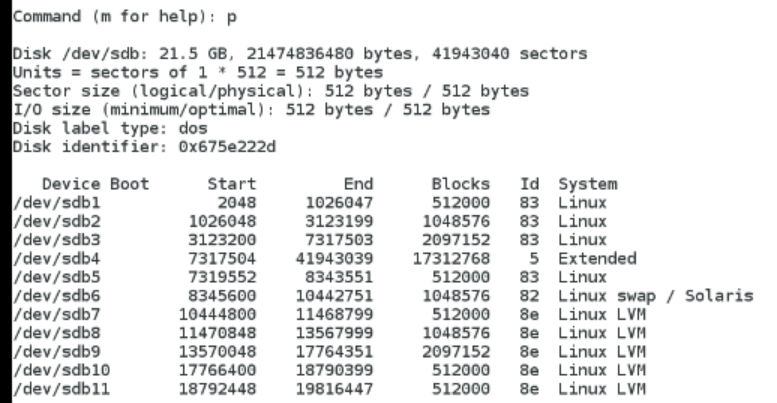 Command (m for help): p
Disk /dev/sdb: 21.5 GB, 21474836480 bytes, 41943040 sectors
Units = sectors of 1 * 512 = 512 bytes
Sector size (logical/physical): 512 bytes / 512 bytes
I/O size (minimum/optimal): 512 bytes / 512 bytes
Disk label type: dos
Disk identifier: 0x675e222d
Device Boot Start End Blocks Id System
/dev/sdb1 2048 1026047 512000 83 Linux
/dev/sdb2 1026048 3123199 1048576 83 Linux
/dev/sdb3 3123200 7317503 2097152 83 Linux
/dev/sdb4 7317504 41943039 17312768 5 Extended
/dev/sdb5 7319552 8343551 512000 83 Linux
/dev/sdb6 8345600 10442751 1048576 82 Linux swap / Solaris
/dev/sdb7 10444800 11468799 512000 8e Linux LVM
/dev/sdb8 11470848 13567999 1048576 8e Linux LVM
/dev/sdb9 13570048 17764351 2097152 8e Linux LVM
/dev/sdb10 17766400 18790399 512000 8e Linux LVM
/dev/sdb11 18792448 19816447 512000 8e Linux LVM